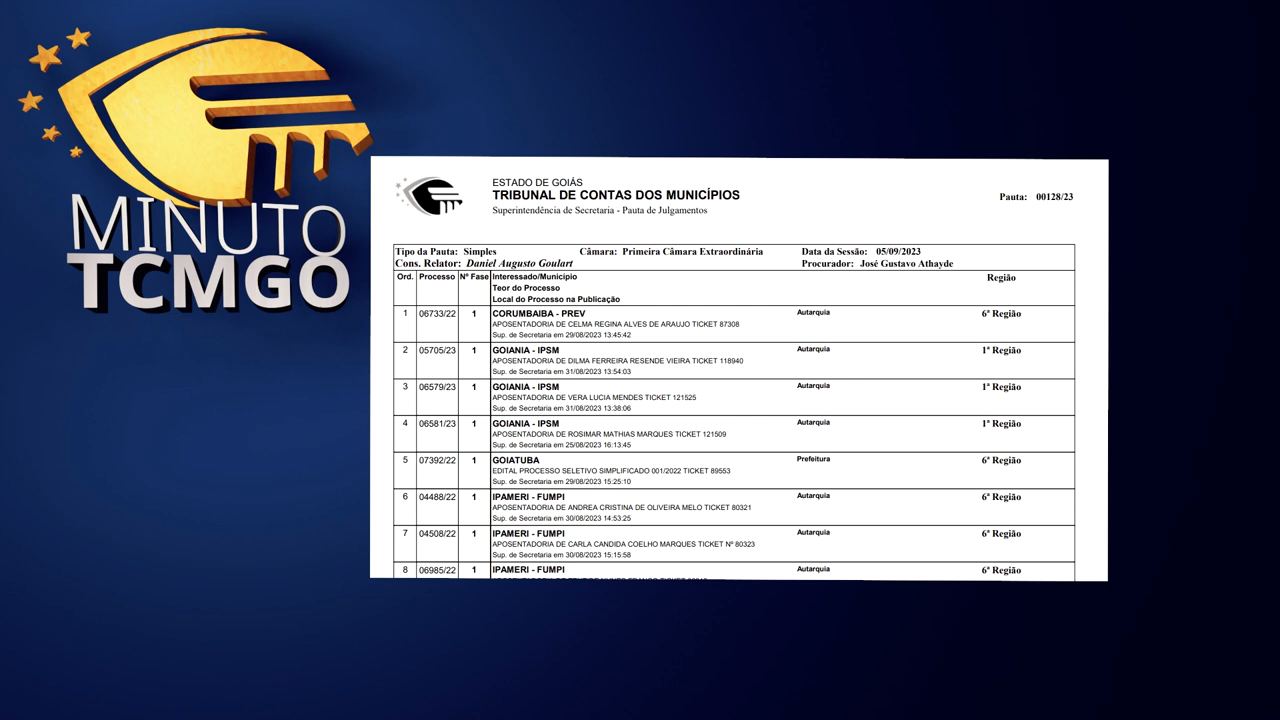 MINUTO
TCMGO
ESTADO DE GOIÁS
TRIBUNAL DE CONTAS DOS MUNICÍPIOS
Superintendência de Secretaria - Pauta de Julgamentos
Pauta: 00128/23
Tipo da Pauta: Simples Câmara: Primeira Câmara Extraordinária Data da Sessão: 05/09/2023
Cons. Relator: Daniel Augusto Goulart Procurador: José Gustavo Athayde
Ord. Processo Nº Fase Interessado/Município Região
Teor do Processo
Local do Processo na Publicação
1 06733/22 1 CORUMBAIBA - PREV Autarquia 6ª Região
APOSENTADORIA DE CELMA REGINA ALVES DE ARAUJO TICKET 87308
Sup. de Secretaria em 29/08/2023 13:45:42
2 05705/23 1 GOIANIA - IPSM Autarquia 1ª Região
APOSENTADORIA DE DILMA FERREIRA RESENDE VIEIRA TICKET 118940
Sup. de Secretaria em 31/08/2023 13:54:03
3 06579/23 1 GOIANIA - IPSM Autarquia 1ª Região
APOSENTADORIA DE VERA LUCIA MENDES TICKET 121525
Sup. de Secretaria em 31/08/2023 13:38:06
4 06581/23 1 GOIANIA - IPSM Autarquia 1ª Região
APOSENTADORIA DE ROSIMAR MATHIAS MARQUES TICKET 121509
Sup. de Secretaria em 25/08/2023 16:13:45
5 07392/22 1 GOIATUBA Prefeitura 6ª Região
EDITAL PROCESSO SELETIVO SIMPLIFICADO 001/2022 TICKET 89553
Sup. de Secretaria em 29/08/2023 15:25:10
6 04488/22 1 IPAMERI - FUMPI Autarquia 6ª Região
APOSENTADORIA DE ANDREA CRISTINA DE OLIVEIRA MELO TICKET 80321
Sup. de Secretaria em 30/08/2023 14:53:25
7 04508/22 1 IPAMERI - FUMPI Autarquia 6ª Região
APOSENTADORIA DE CARLA CANDIDA COELHO MARQUES TICKET Nº 80323
Sup. de Secretaria em 30/08/2023 15:15:58
8 06985/22 1 IPAMERI - FUMPI Autarquia 6ª Região